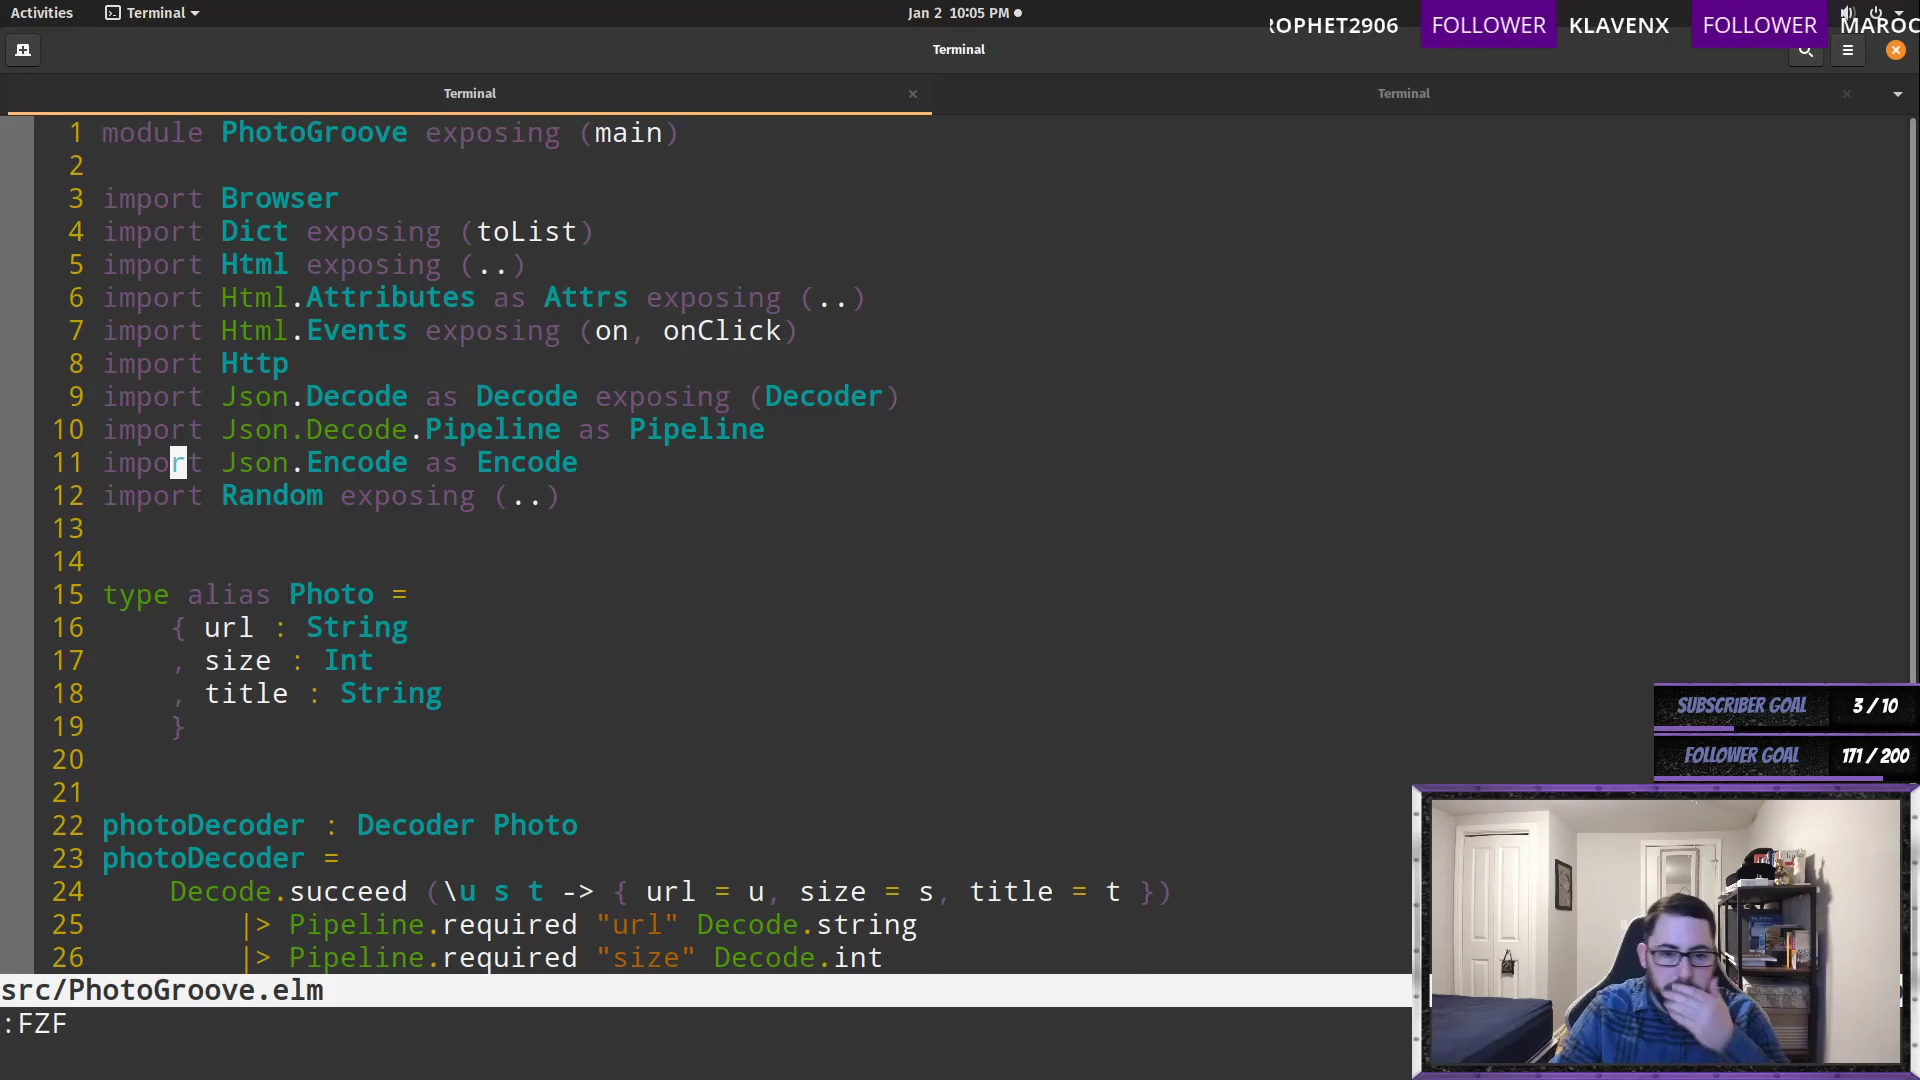 Activities
Terminal
Jan 2 10:05 PM
ROPHET2906 FOLLOWER KLAVENX FOLLOWER MAROC
Terminal
Terminal
Terminal
1 module PhotoGroove exposing (main)
2
3 import Browser
4 import Dict exposing (toList)
5 import Html exposing (..)
6 import Html.Attributes as Attrs exposing (..)
7 import Html.Events exposing (on, onClick)
8 import Http
9 import Json.Decode as Decode exposing (Decoder)
10 import Json.Decode.Pipeline as Pipeline
11 import Json.Encode as Encode
12 import Random exposing (..)
13
14
15 type alias Photo =
16 { url : String
17 , size : Int
18 , title : String
19 }
20
21
22 photoDecoder : Decoder Photo
23 photoDecoder =
24 Decode.succeed (\u s t -> { url = u, size = s, title = t })
25 |> Pipeline.required "url" Decode.string
26 |> Pipeline.required "size" Decode.int
src/PhotoGroove.elm
:FZF
SUBSCRIBER GOAL 3 / 10
FOLLOWER GOAL 171 / 200